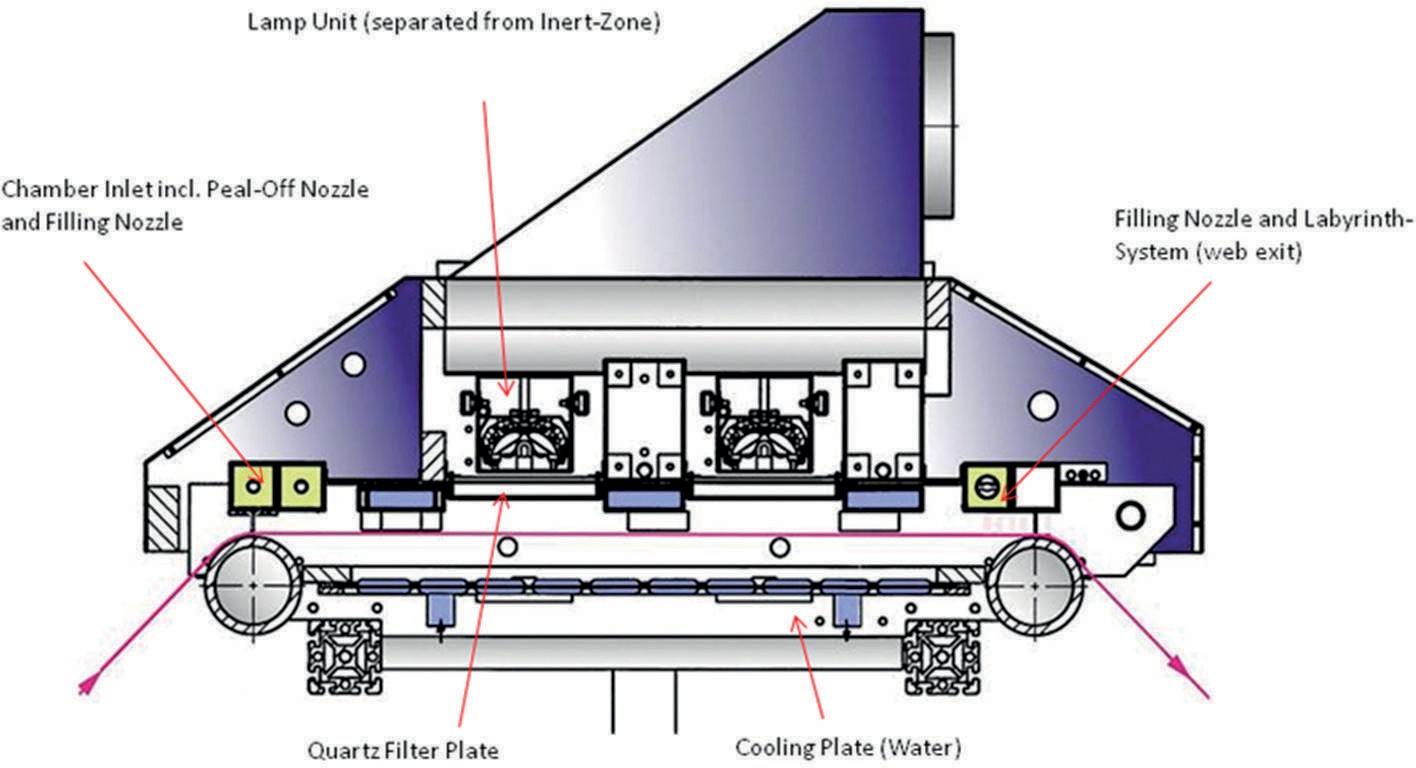 Lamp Unit (separated from Inert-Zone)
Chamber Inlet incl. Peal-Off Nozzle
and Filling Nozzle
Filling Nozzle and Labyrinth-
System (web exit)
Quartz Filter Plate
Cooling Plate (Water)